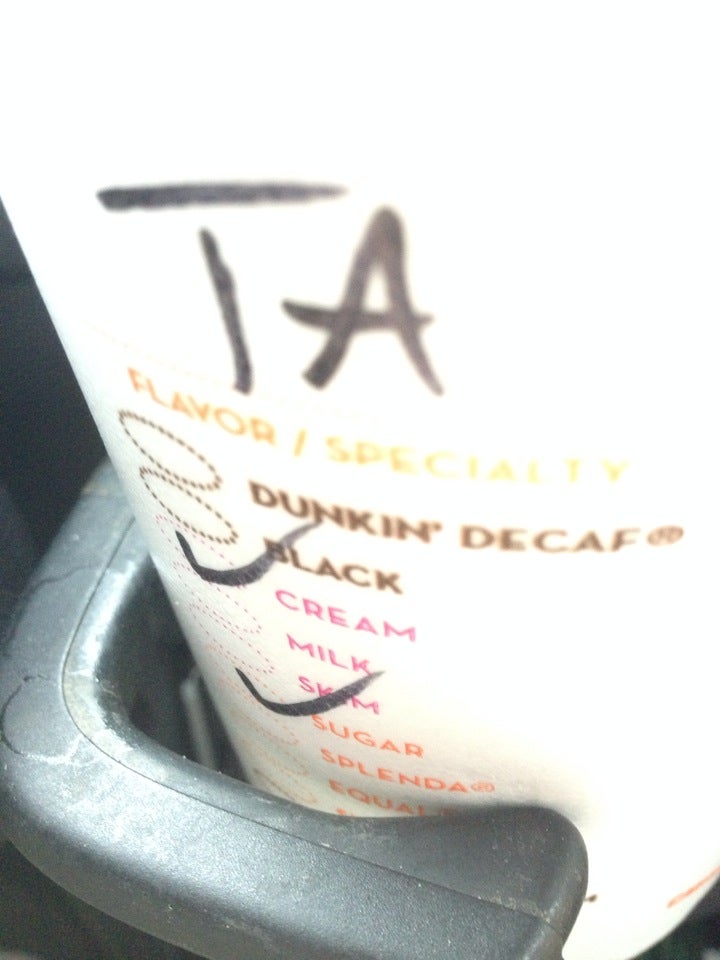 TA
FLAVOR / SPECIALTY
DUNKIN' DECAF®
BLACK
CREAM
MILK
SKIM
SUGAR
SPLENDA®
EQUAL